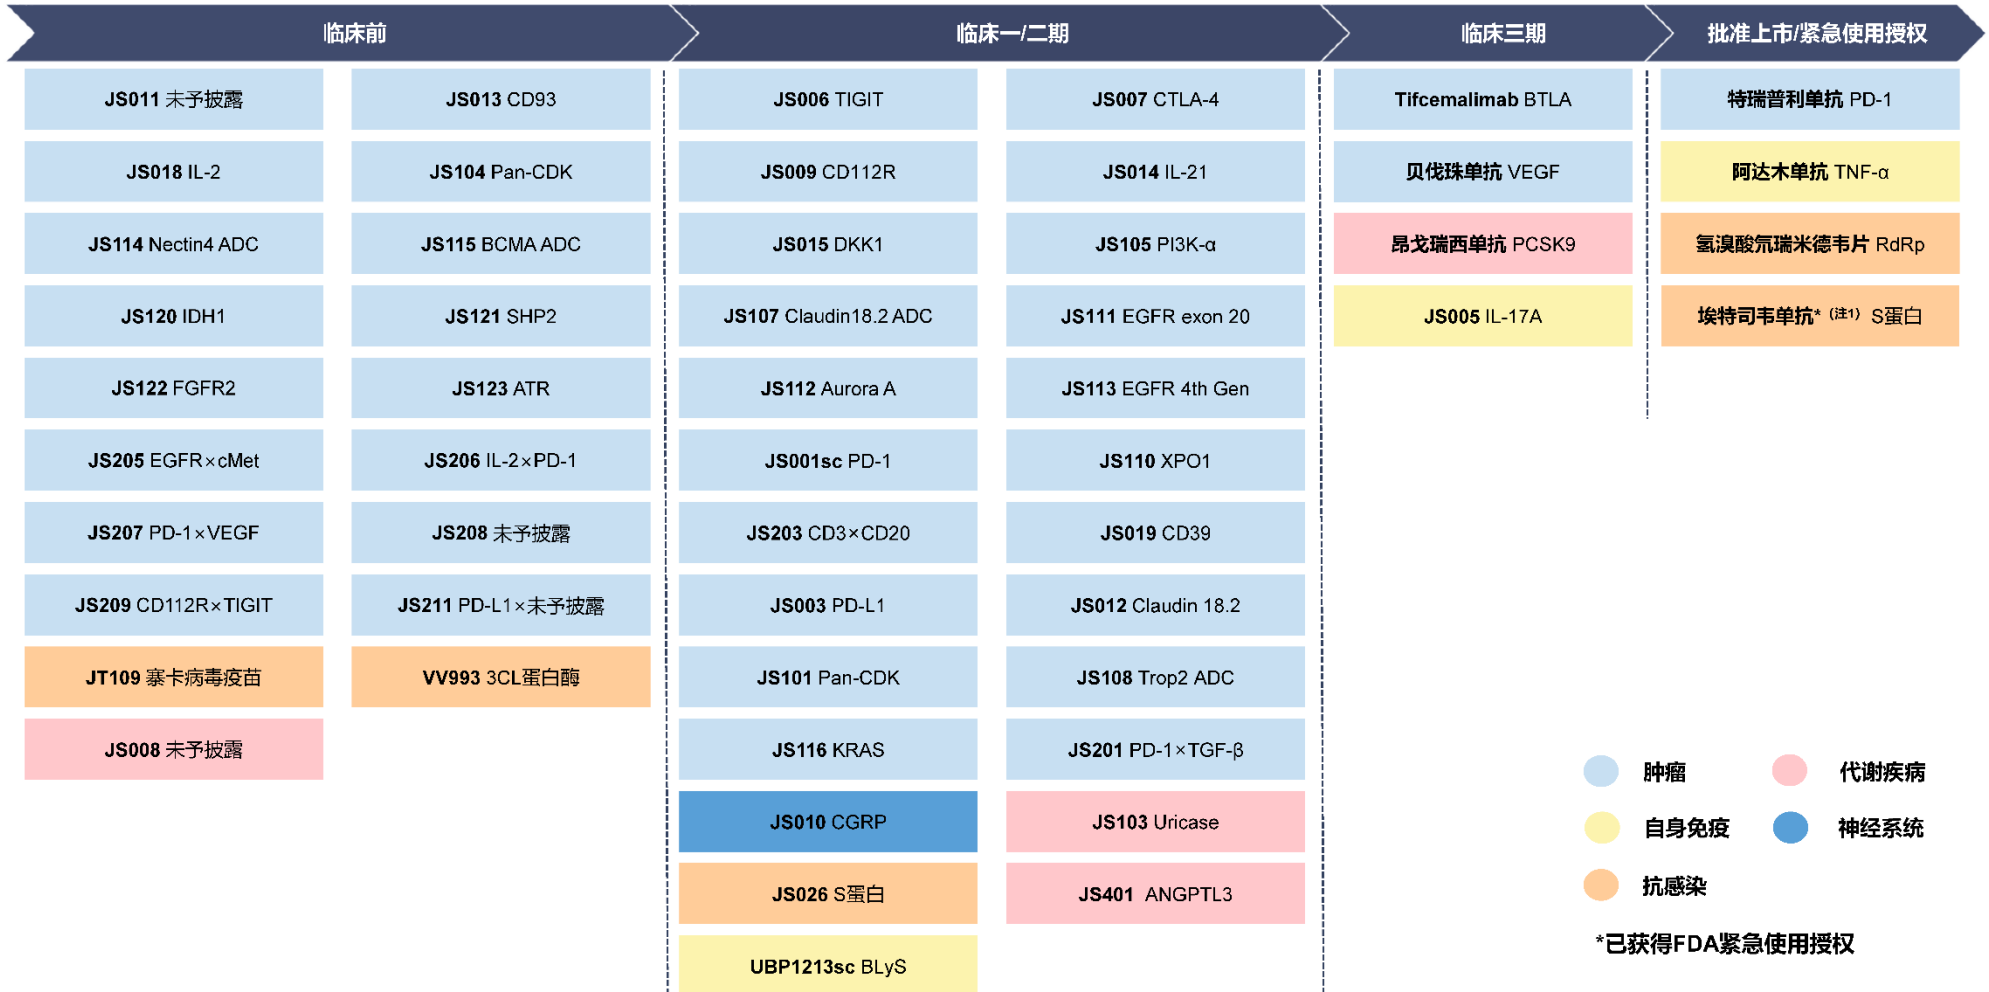 临床前
临床一/二期
临床三期
批准上市/紧急使用授权
JS011 未予披露
JS013 CD93
JS006 TIGIT
JS007 CTLA-4
Tifcemalimab BTLA
特瑞普利单抗 PD-1
JS018 IL-2
JS104 Pan-CDK
JS009 CD112R
JS014 IL-21
贝伐珠单抗 VEGF
阿达木单抗 TNF-α
JS114 Nectin4 ADC
JS115 BCMA ADC
JS015 DKK1
JS105 PI3K-α
昂戈瑞西单抗 PCSK9
氢溴酸氘瑞米德韦片 RdRp
JS120 IDH1
JS121 SHP2
JS107 Claudin18.2 ADC
JS111 EGFR exon 20
JS005 IL-17A
埃特司韦单抗*（注1） S蛋白
JS122 FGFR2
JS123 ATR
JS112 Aurora A
JS113 EGFR 4th Gen
JS205 EGFR×cMet
JS206 IL-2×PD-1
JS001sc PD-1
JS110 XPO1
JS207 PD-1×VEGF
JS208 未予披露
JS203 CD3×CD20
JS019 CD39
JS209 CD112R×TIGIT
JS211 PD-L1×未予披露
JS003 PD-L1
JS012 Claudin 18.2
JT109 寨卡病毒疫苗
VV993 3CL蛋白酶
JS101 Pan-CDK
JS108 Trop2 ADC
JS008 未予披露
JS116 KRAS
JS201 PD-1×TGF-β
JS010 CGRP
JS103 Uricase
JS026 S蛋白
JS401 ANGPTL3
UBP1213sc BLyS
肿瘤
代谢疾病
自身免疫
神经系统
抗感染
*已获得FDA紧急使用授权